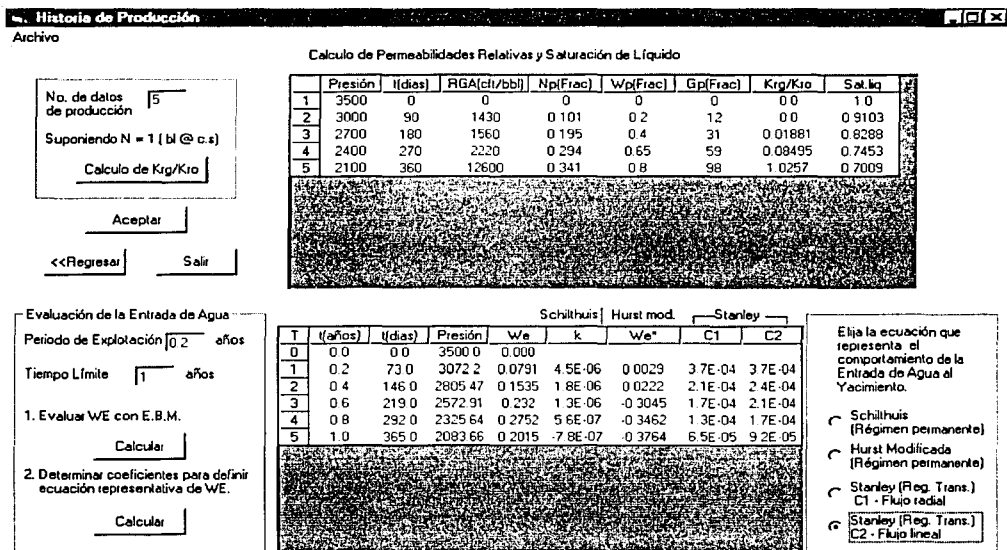 Historia de Producción
Archivo
Calculo de Permeabilidades Relativas y Saturación de Líquido
No. de datos de producción 5
Suponiendo N = 1 ( bl @ c.s)
Calculo de Krg/Kro
Aceptar
<<Regresar Salir
Presión t(dias) RGA(cft/bbl) Np(Frac) Wp(Frac) Gp(Frac) Krg/Kro Sat.liq
1 3500 0 0 0 0 0 0 0 1.0
2 3000 90 1430 0 101 0 2 12 0 0 0.9103
3 2700 180 1560 0 195 0.4 31 0 01881 0.8288
4 2400 270 2220 0 294 0.65 59 0 08495 0.7453
5 2100 360 12600 0 341 0 8 98 1.0257 0 7009
Evaluación de la Entrada de Agua
Periodo de Explotación 0 2 años
Tiempo Límite 1 años
1. Evaluar WE con E.B.M.
Calcular
2. Determinar coeficientes para definir
ecuación representativa de WE.
Calcular
Schilthuis Hurst mod. Stanley
T t(años) t(dias) Presión We k We" C1 C2
0 0 0 0 0 3500 0 0.000
1 0.2 73.0 3072 2 0.0791 4.5E-06 0 0029 3.7E-04 3.7E-04
2 0 4 146 0 2805 47 0 1535 1 8E-06 0 0222 2.1E-04 2.4E-04
3 0 6 219.0 2572.91 0.232 1 3E-06 -0 3045 1.7E-04 2.1E-04
4 0 8 292 0 2325 64 0 2752 5 6E-07 -0 3462 1.3E-04 1.7E-04
5 1.0 365 0 2083 66 0 2015 -7.8E-07 -0 3764 6.5E-05 9 2E-05
Elija la ecuación que
representa el
comportamiento de la
Entrada de Agua al
Yacimiento.
Schilthuis
(Régimen permanente)
Hurst Modificada
(Régimen permanente)
Stanley (Reg. Trans.)
C1 - Flujo radial
Stanley (Reg. Trans.)
C2 - Flujo lineal